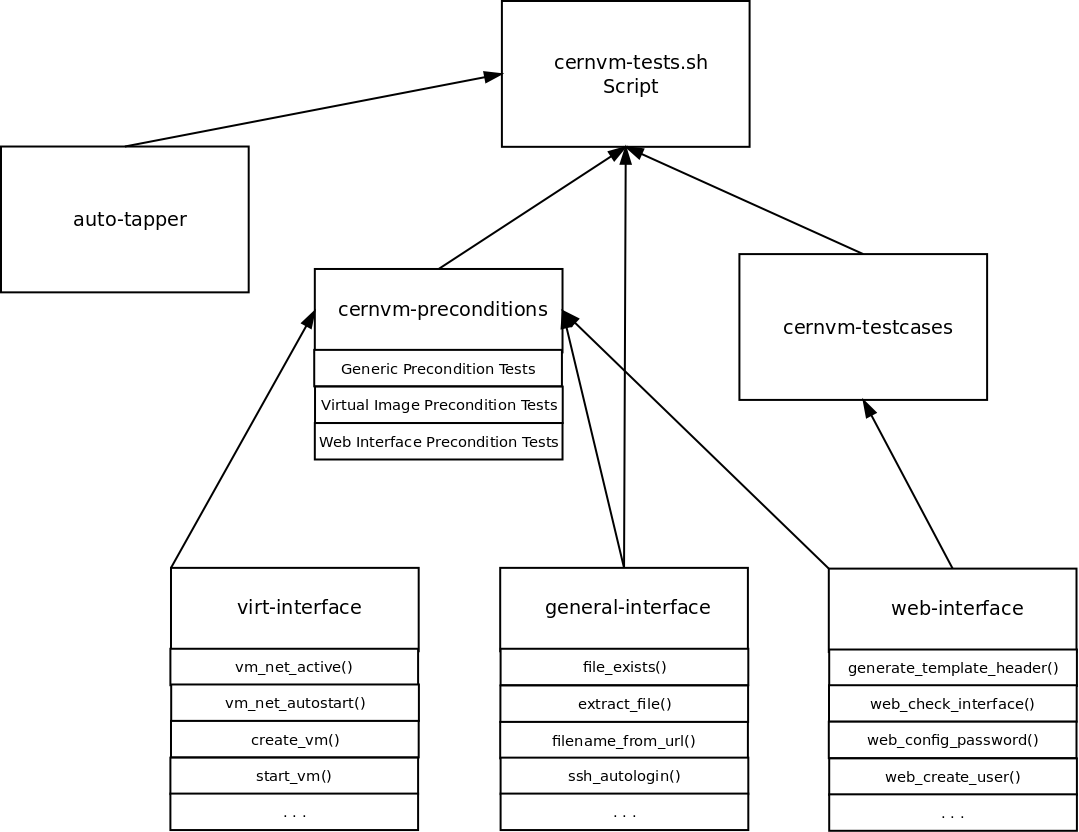 cernvm-tests.sh
Script
auto-tapper
cernvm-preconditions
Generic Precondition Tests
Virtual Image Precondition Tests
Web Interface Precondition Tests
cernvm-testcases
virt-interface
vm_net_active()
vm_net_autostart()
create_vm()
start_vm()
. . .
general-interface
file_exists()
extract_file()
filename_from_url()
ssh_autologin()
. . .
web-interface
generate_template_header()
web_check_interface()
web_config_password()
web_create_user()
. . .